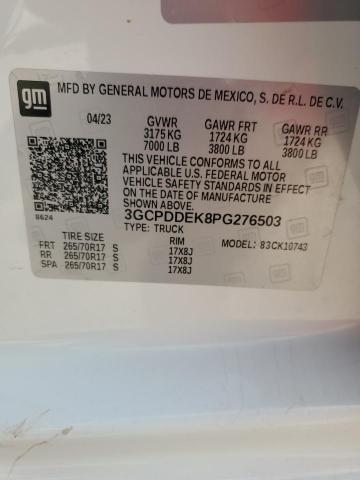 gm MFD BY GENERAL MOTORS DE MEXICO, S. DE R.L. DE C.V.
04/23 GVWR GAWR FRT GAWR RR
3175 KG 1724 KG 1724 KG
7000 LB 3800 LB 3800 LB
THIS VEHICLE CONFORMS TO ALL
APPLICABLE U.S. FEDERAL MOTOR
VEHICLE SAFETY STANDARDS IN
EFFECT ON THE DATE OF MANUFACTURE
SHOWN ABOVE.
3GCPDDEK8PG276503
8624 TYPE: TRUCK
TIRE SIZE RIM MODEL: 83CK10743
FRT 265/70R17 S 17X8J
RR 265/70R17 S 17X8J
SPA 265/70R17 S 17X8J